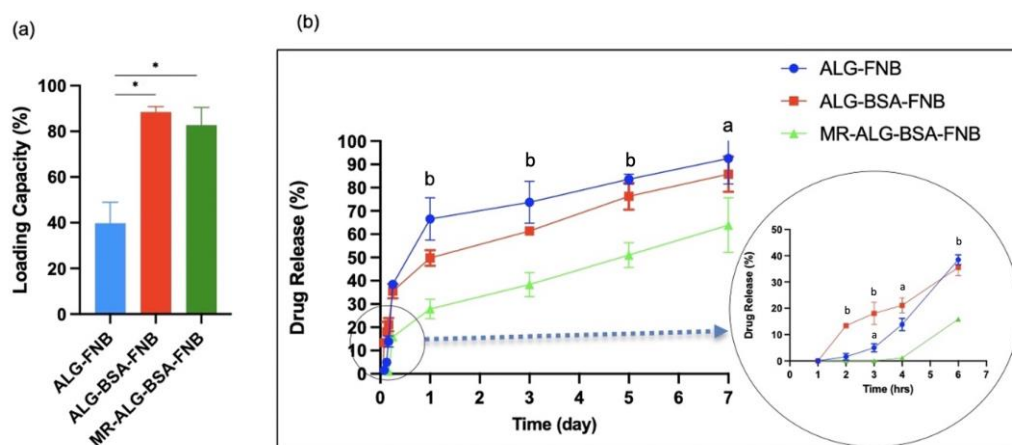 (a)
*
*
100
80
60
40
20
0
Loading Capacity (%)
ALG-FNB
ALG-BSA-FNB
MR-ALG-BSA-FNB
(b)
ALG-FNB
ALG-BSA-FNB
MR-ALG-BSA-FNB
b b b a
100
90
80
70
60
50
40
30
20
10
0
Drug Release (%)
0 1 2 3 4 5 6 7
Time (day)
50
40
30
20
10
0
Drug Release (%)
b b a b
a
0 1 2 3 4 5 6 7
Time (hrs)